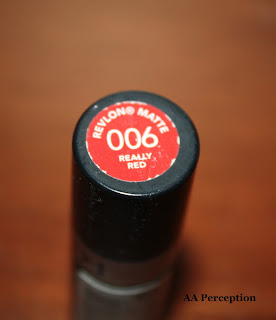 REVLON® MATTE
006
REALLY
RED
AA Perception